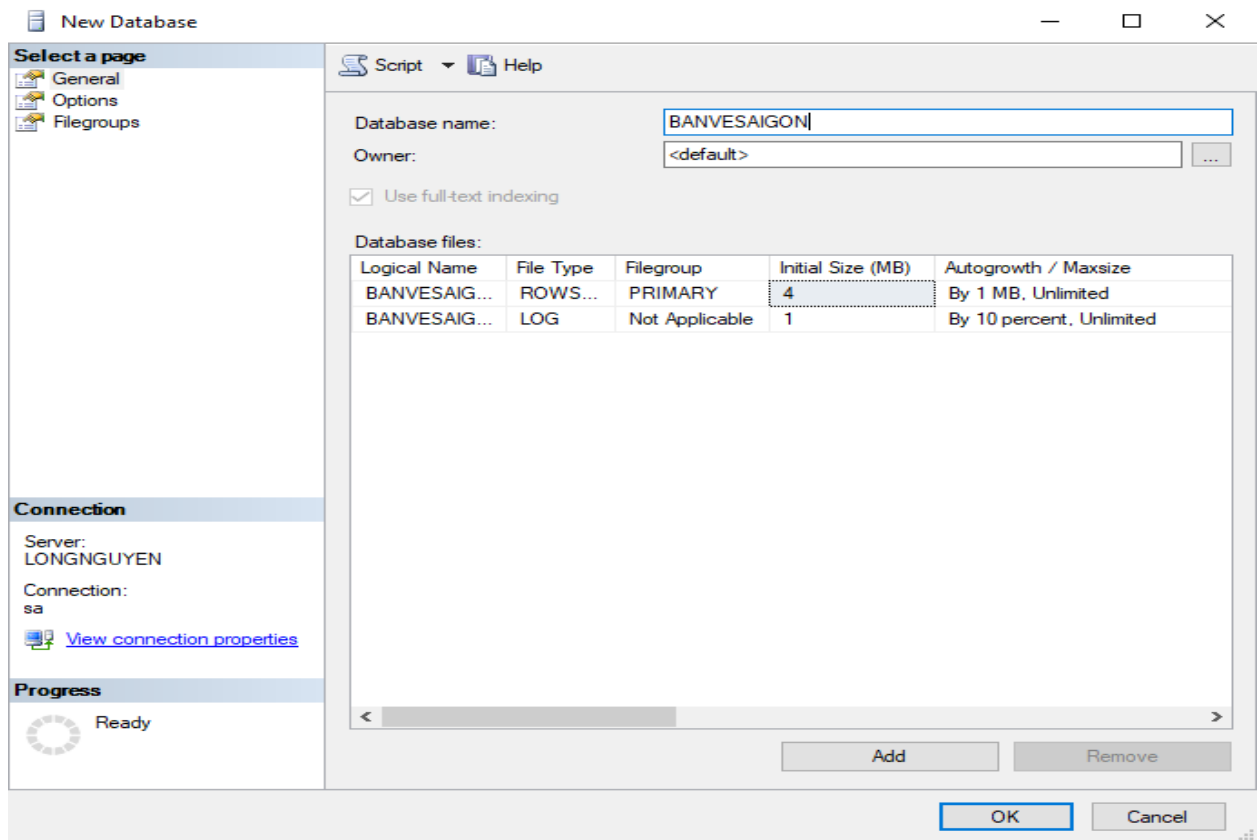 New Database
Select a page
General
Options
Filegroups
Script
Help
Database name:
BANVESAIGON
Owner:
<default>
...
Use full-text indexing
Database files:
Logical Name File Type Filegroup Initial Size (MB) Autogrowth / Maxsize
BANVESAIG... ROWS... PRIMARY 4 By 1 MB, Unlimited
BANVESAIG... LOG Not Applicable 1 By 10 percent, Unlimited
Connection
Server:
LONGNGUYEN
Connection:
sa
View connection properties
Progress
Ready
Add
Remove
OK
Cancel